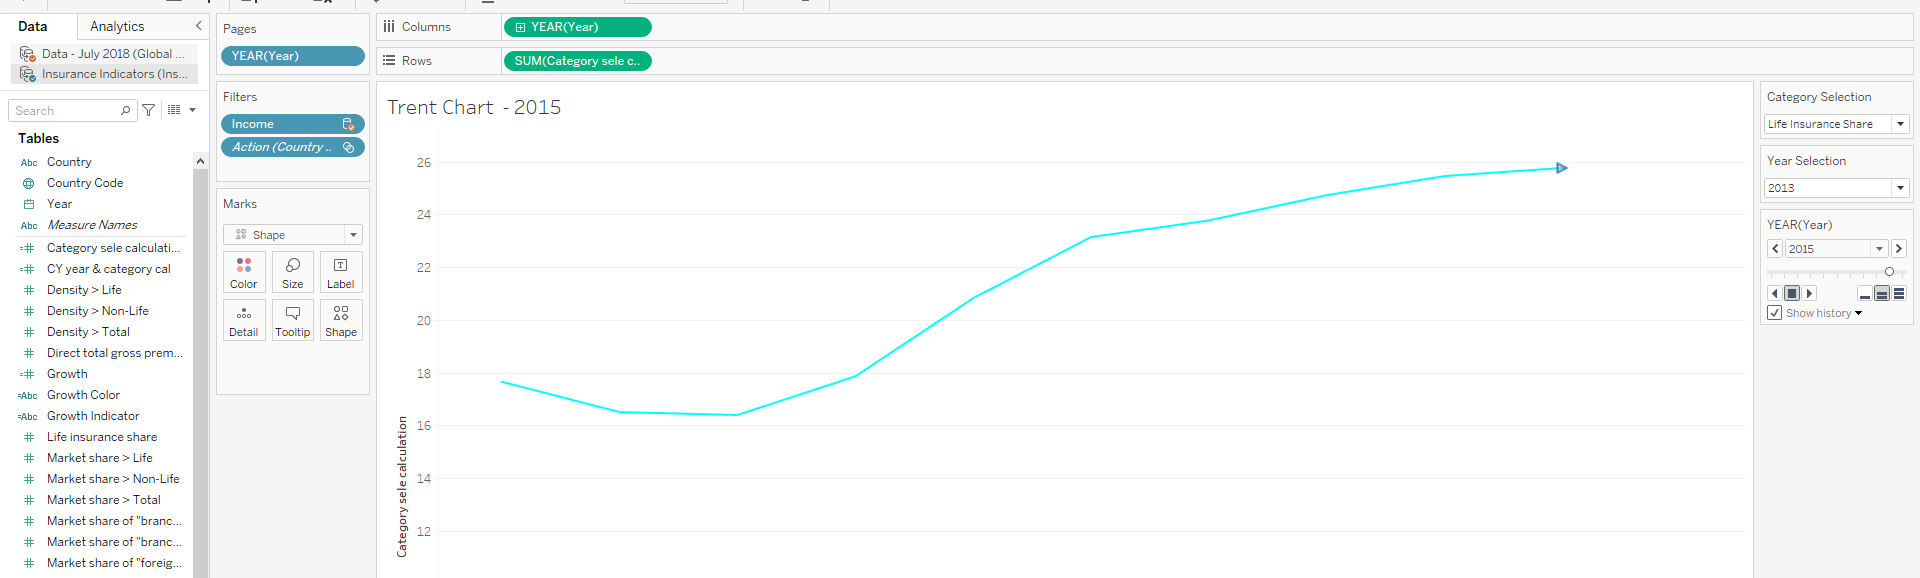 Data
Analytics
Data - July 2018 (Global ...
Insurance Indicators (Ins...
Search
Tables
Abc Country
Country Code
Year
Abc Measure Names
=# Category sele calculati...
=# CY year & category cal
# Density > Life
# Density > Non-Life
# Density > Total
# Direct total gross prem...
=# Growth
=Abc Growth Color
=Abc Growth Indicator
# Life insurance share
# Market share > Life
# Market share > Non-Life
# Market share > Total
# Market share of "branc...
# Market share of "branc...
# Market share of "foreig...
Pages
YEAR(Year)
Filters
Income
Action (Country ..
Marks
Shape
Color
Size
Label
Detail
Tooltip
Shape
Columns
YEAR(Year)
Rows
SUM(Category sele c..
Trent Chart - 2015
Category sele calculation
26
24
22
20
18
16
14
12
Category Selection
Life Insurance Share
Year Selection
2013
YEAR(Year)
2015
Show history